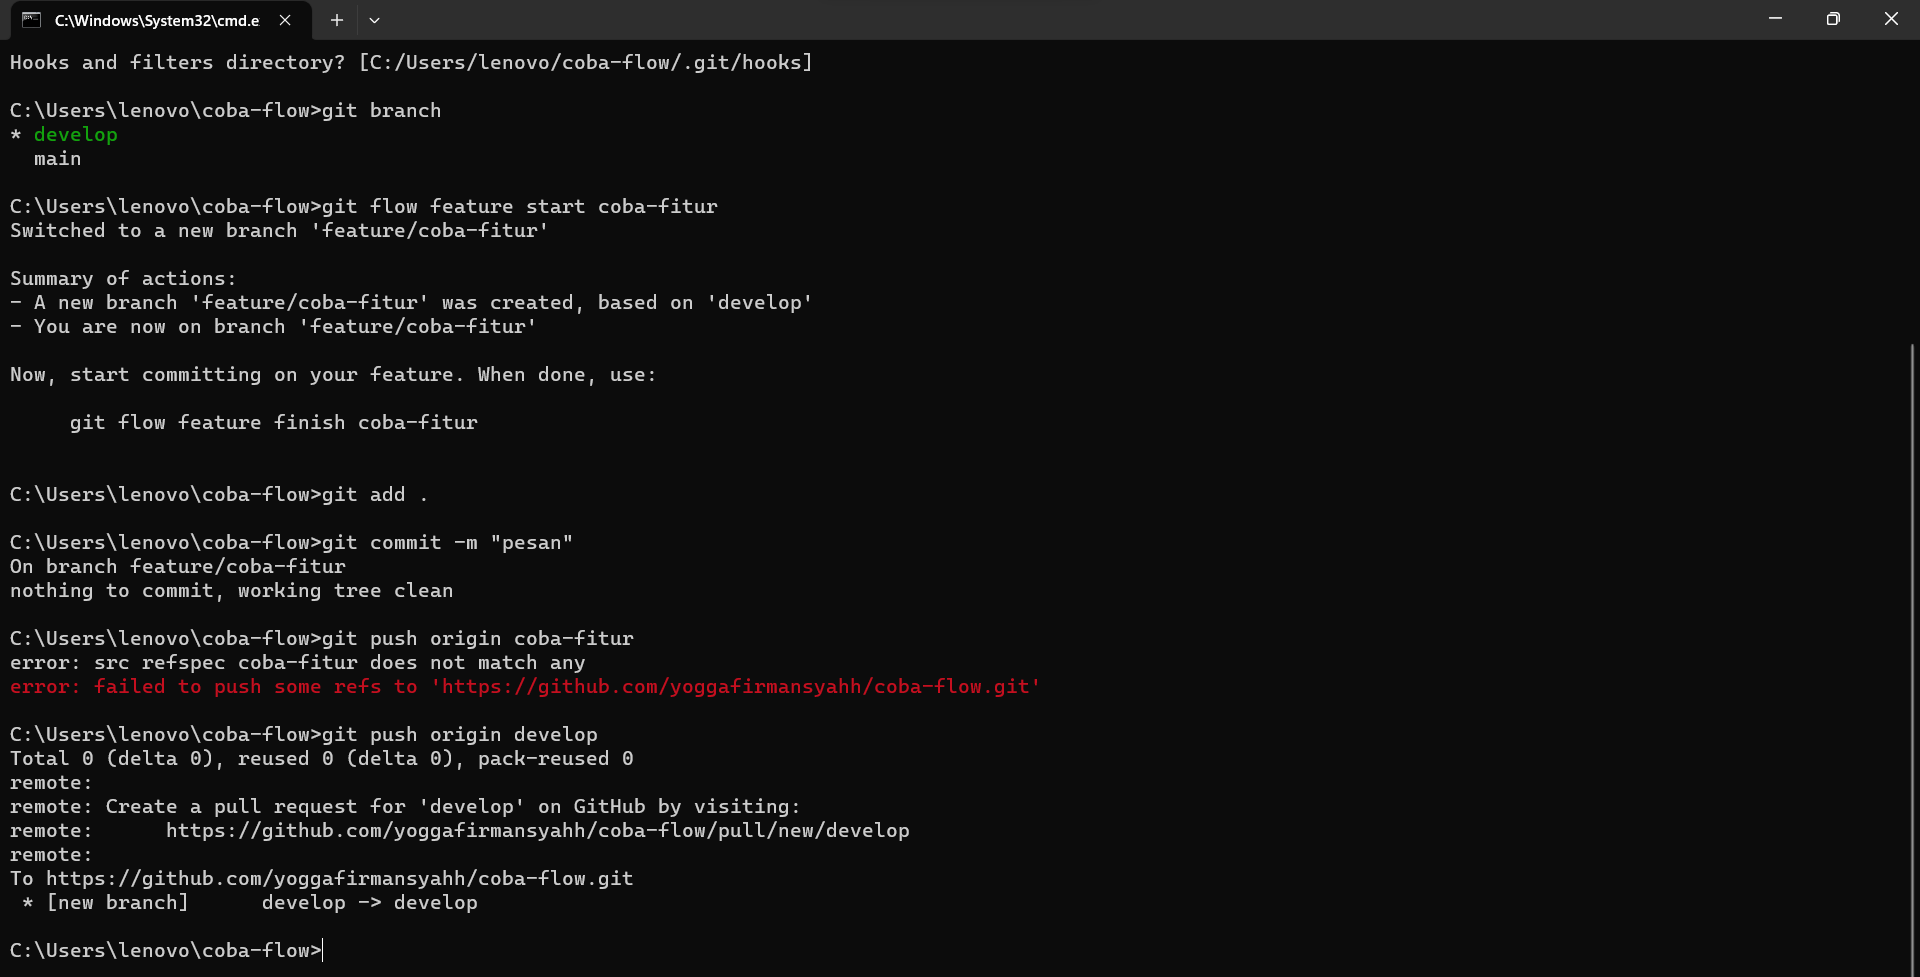 C:\Windows\System32\cmd.e
Hooks and filters directory? [C:/Users/lenovo/coba-flow/.git/hooks]
C:\Users\lenovo\coba-flow>git branch
* develop
  main
C:\Users\lenovo\coba-flow>git flow feature start coba-fitur
Switched to a new branch 'feature/coba-fitur'
Summary of actions:
- A new branch 'feature/coba-fitur' was created, based on 'develop'
- You are now on branch 'feature/coba-fitur'
Now, start committing on your feature. When done, use:
     git flow feature finish coba-fitur
C:\Users\lenovo\coba-flow>git add .
C:\Users\lenovo\coba-flow>git commit -m "pesan"
On branch feature/coba-fitur
nothing to commit, working tree clean
C:\Users\lenovo\coba-flow>git push origin coba-fitur
error: src refspec coba-fitur does not match any
error: failed to push some refs to 'https://github.com/yoggafirmansyahh/coba-flow.git'
C:\Users\lenovo\coba-flow>git push origin develop
Total 0 (delta 0), reused 0 (delta 0), pack-reused 0
remote:
remote: Create a pull request for 'develop' on GitHub by visiting:
remote:      https://github.com/yoggafirmansyahh/coba-flow/pull/new/develop
remote:
To https://github.com/yoggafirmansyahh/coba-flow.git
 * [new branch]      develop -> develop
C:\Users\lenovo\coba-flow>